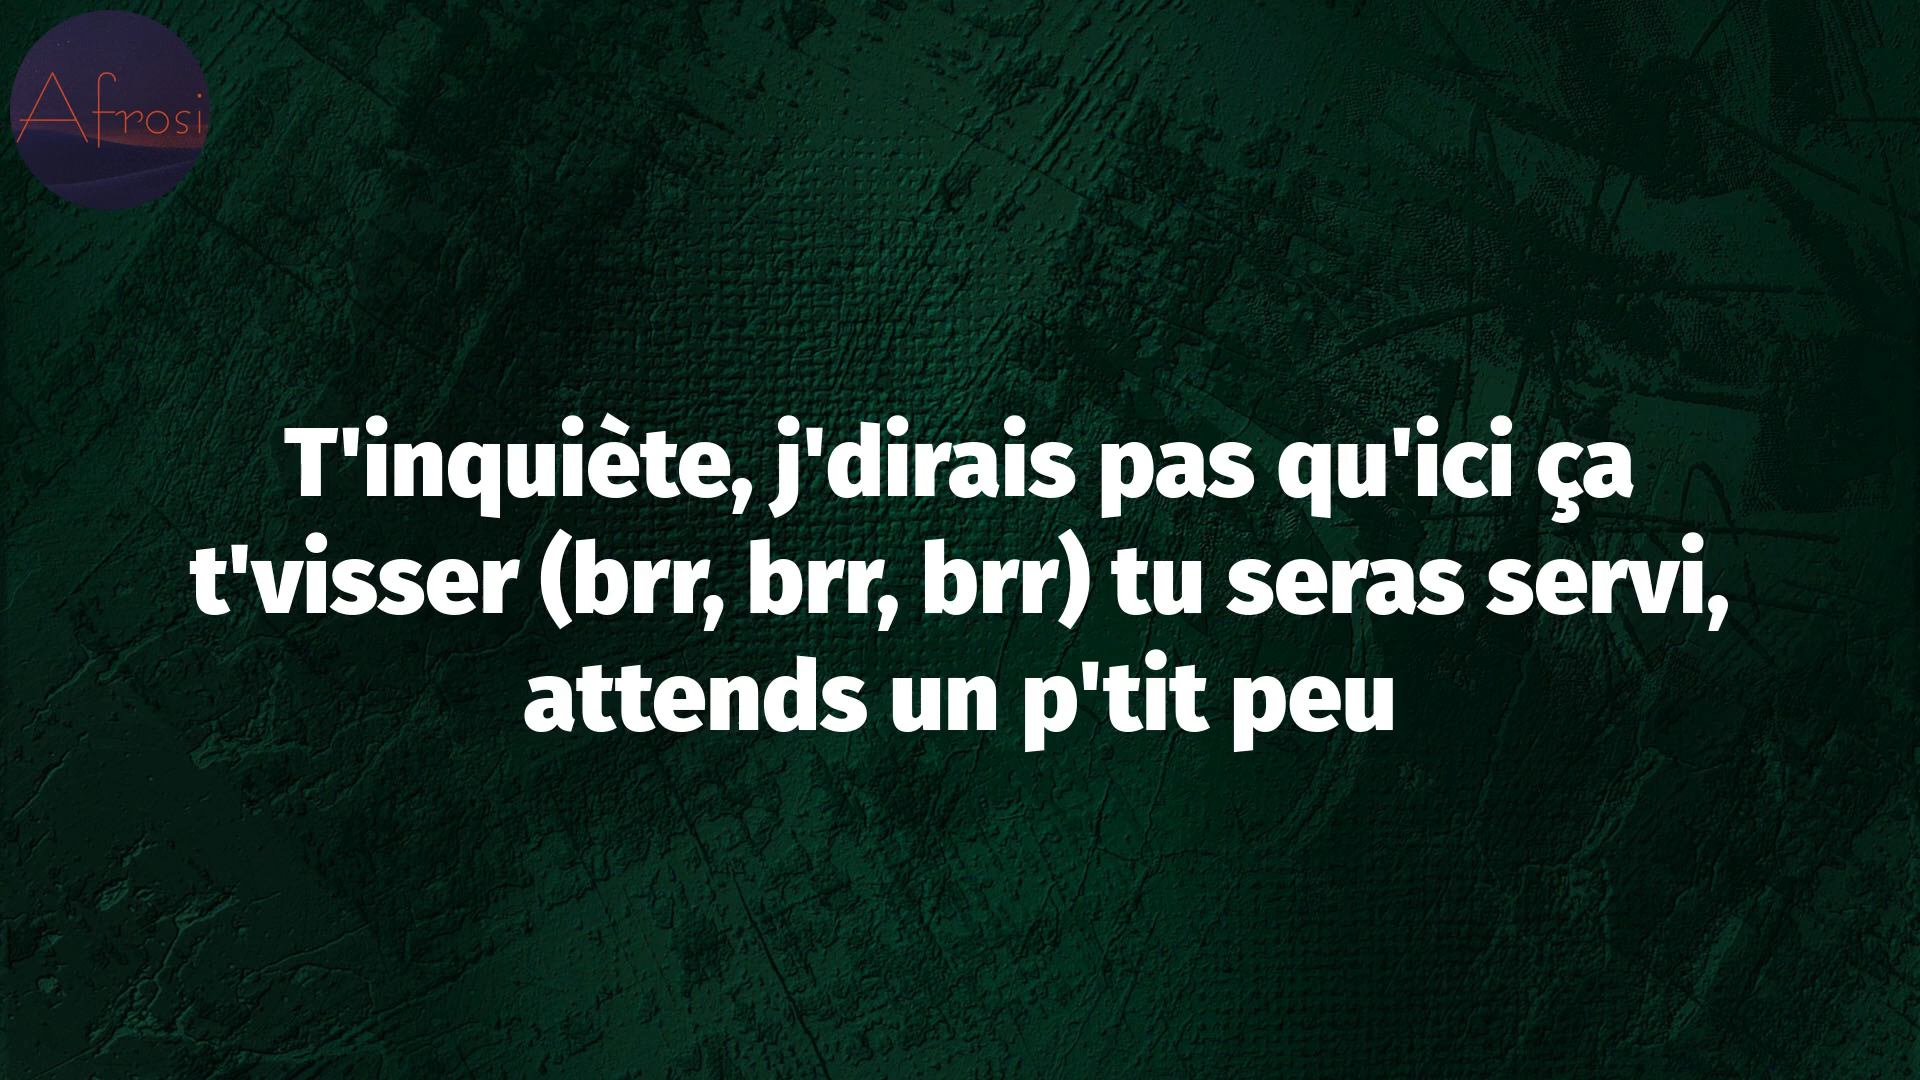 Afrosi
T'inquiète, j'dirais pas qu'ici ça
t'visser (brr, brr, brr) tu seras servi,
attends un p'tit peu